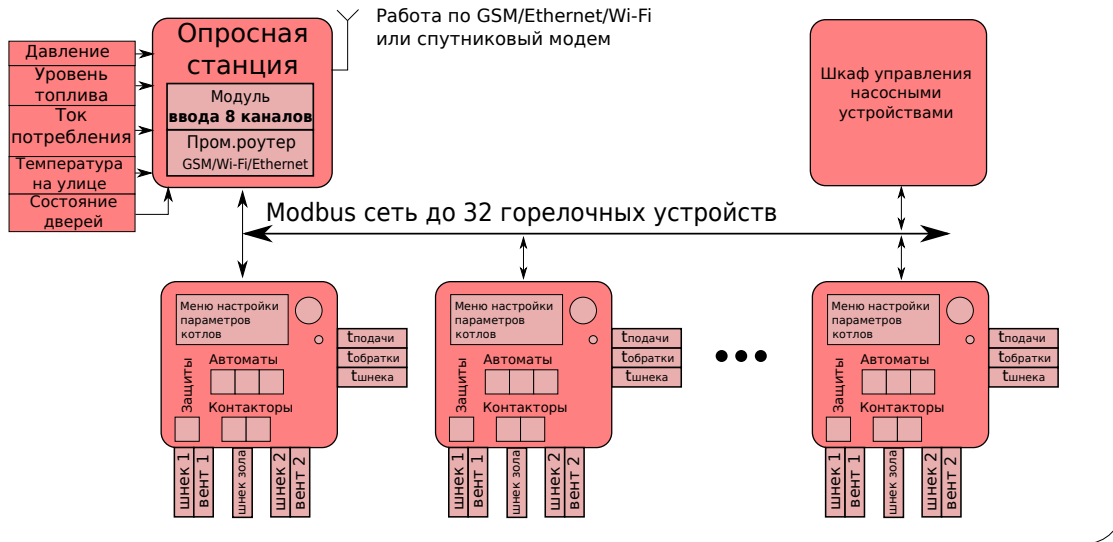 Работа по GSM/Ethernet/Wi-Fi
или спутниковый модем
Опросная
станция
Модуль
ввода 8 каналов
Пром.роутер
GSM/Wi-Fi/Ethernet
Давление
Уровень
топлива
Ток
потребления
Температура
на улице
Состояние
дверей
Шкаф управления
насосными
устройствами
Modbus сеть до 32 горелочных устройств
Меню настройки
параметров
котлов
Автоматы
Защиты
Контакторы
tподачи
tобратки
tшнека
шнек 1
вент 1
шнек зола
шнек 2
вент 2
Меню настройки
параметров
котлов
Автоматы
Защиты
Контакторы
tподачи
tобратки
tшнека
шнек 1
вент 1
шнек зола
шнек 2
вент 2
Меню настройки
параметров
котлов
Автоматы
Защиты
Контакторы
tподачи
tобратки
tшнека
шнек 1
вент 1
шнек зола
шнек 2
вент 2